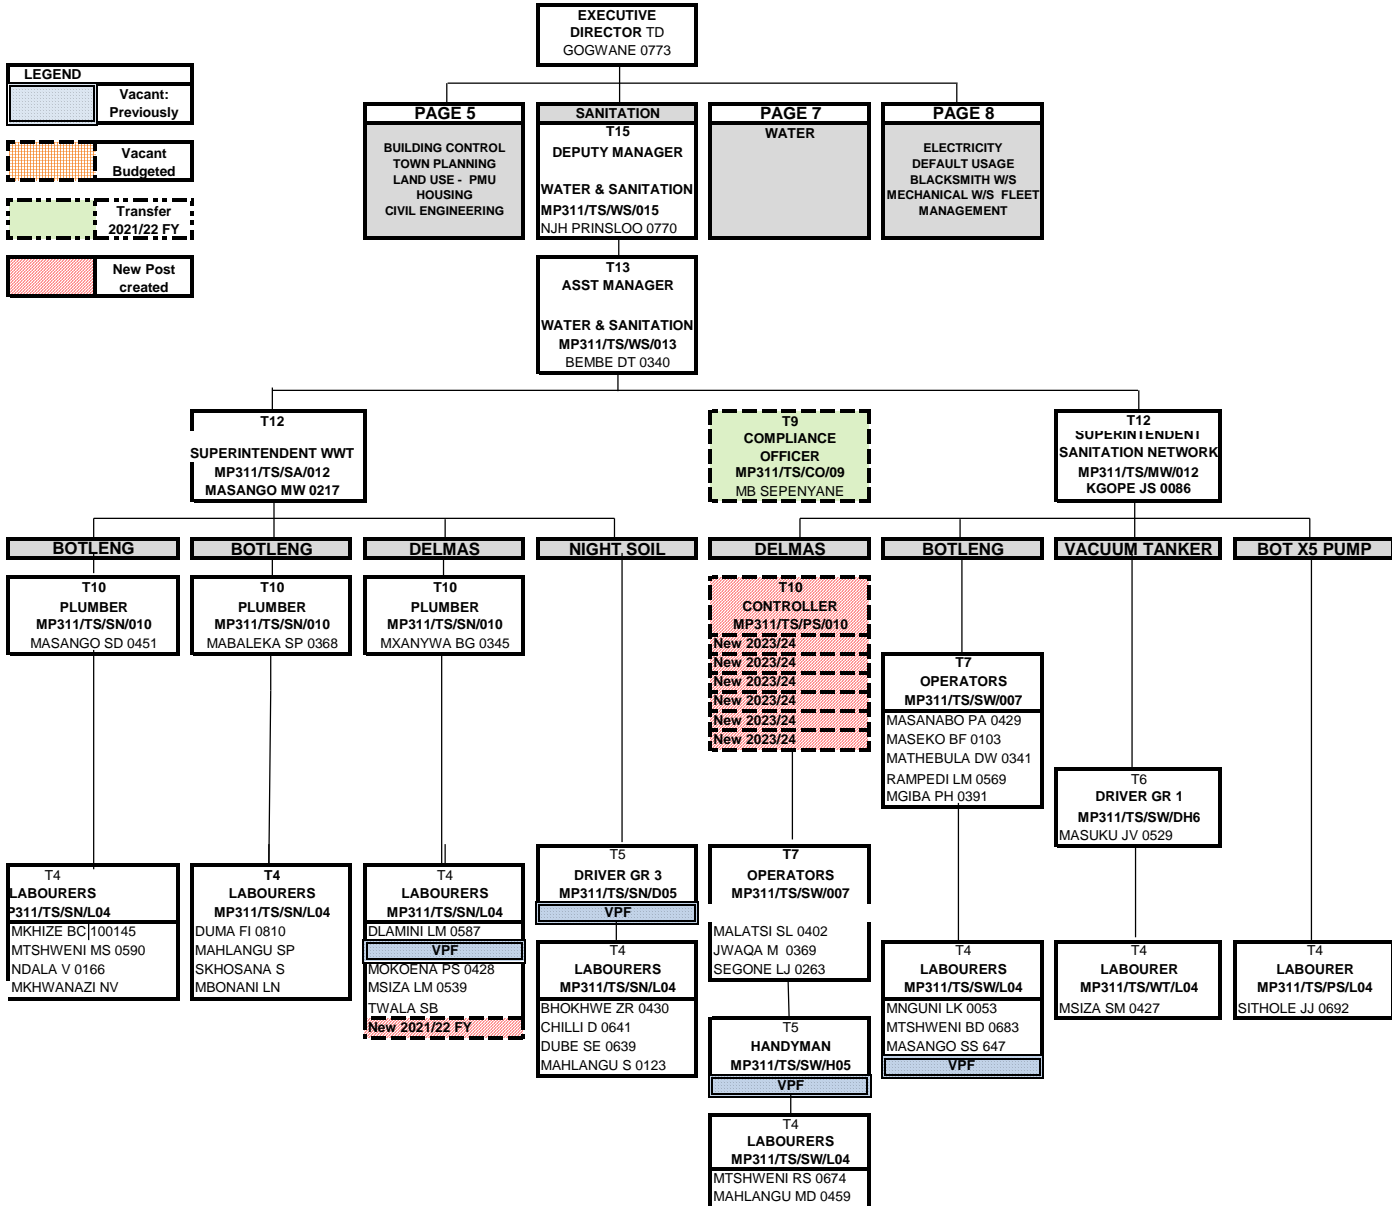 EXECUTIVE
DIRECTOR TD
GOGWANE 0773
LEGEND
Vacant:
Previously
Vacant
Budgeted
Transfer
2021/22 FY
New Post
created
PAGE 5
BUILDING CONTROL
TOWN PLANNING
LAND USE - PMU
HOUSING
CIVIL ENGINEERING
SANITATION
T15
DEPUTY MANAGER
WATER & SANITATION
MP311/TS/WS/015
NJH PRINSLOO 0770
PAGE 7
WATER
PAGE 8
ELECTRICITY
DEFAULT USAGE
BLACKSMITH W/S
MECHANICAL W/S FLEET
MANAGEMENT
T13
ASST MANAGER
WATER & SANITATION
MP311/TS/WS/013
BEMBE DT 0340
T12
SUPERINTENDENT WWT
MP311/TS/SA/012
MASANGO MW 0217
T9
COMPLIANCE
OFFICER
MP311/TS/CO/09
MB SEPENYANE
T12
SUPERINTENDENT
SANITATION NETWORK
MP311/TS/MW/012
KGOPE JS 0086
BOTLENG
T10
PLUMBER
MP311/TS/SN/010
MASANGO SD 0451
T4
LABOURERS
P311/TS/SN/L04
MKHIZE BC 100145
MTSHWENI MS 0590
NDALA V 0166
MKHWANAZI NV
BOTLENG
T10
PLUMBER
MP311/TS/SN/010
MABALEKA SP 0368
T4
LABOURERS
MP311/TS/SN/L04
DUMA FI 0810
MAHLANGU SP
SKHOSANA S
MBONANI LN
DELMAS
T10
PLUMBER
MP311/TS/SN/010
MXANYWA BG 0345
T4
LABOURERS
MP311/TS/SN/L04
DLAMINI LM 0587
VPF
MOKOENA PS 0428
MSIZA LM 0539
TWALA SB
New 2021/22 FY
NIGHT SOIL
T5
DRIVER GR 3
MP311/TS/SN/D05
VPF
T4
LABOURERS
MP311/TS/SN/L04
BHOKHWE ZR 0430
CHILLI D 0641
DUBE SE 0639
MAHLANGU S 0123
DELMAS
T10
CONTROLLER
MP311/TS/PS/010
New 2023/24
New 2023/24
New 2023/24
New 2023/24
New 2023/24
New 2023/24
T7
OPERATORS
MP311/TS/SW/007
MALATSI SL 0402
JWAQA M 0369
SEGONE LJ 0263
T5
HANDYMAN
MP311/TS/SW/H05
VPF
T4
LABOURERS
MP311/TS/SW/L04
MTSHWENI RS 0674
MAHLANGU MD 0459
BOTLENG
T7
OPERATORS
MP311/TS/SW/007
MASANABO PA 0429
MASEKO BF 0103
MATHEBULA DW 0341
RAMPEDI LM 0569
MGIBA PH 0391
T4
LABOURERS
MP311/TS/SW/L04
MNGUNI LK 0053
MTSHWENI BD 0683
MASANGO SS 647
VPF
VACUUM TANKER
T6
DRIVER GR 1
MP311/TS/SW/DH6
MASUKU JV 0529
T4
LABOURER
MP311/TS/WT/L04
MSIZA SM 0427
BOT X5 PUMP
T4
LABOURER
MP311/TS/PS/L04
SITHOLE JJ 0692